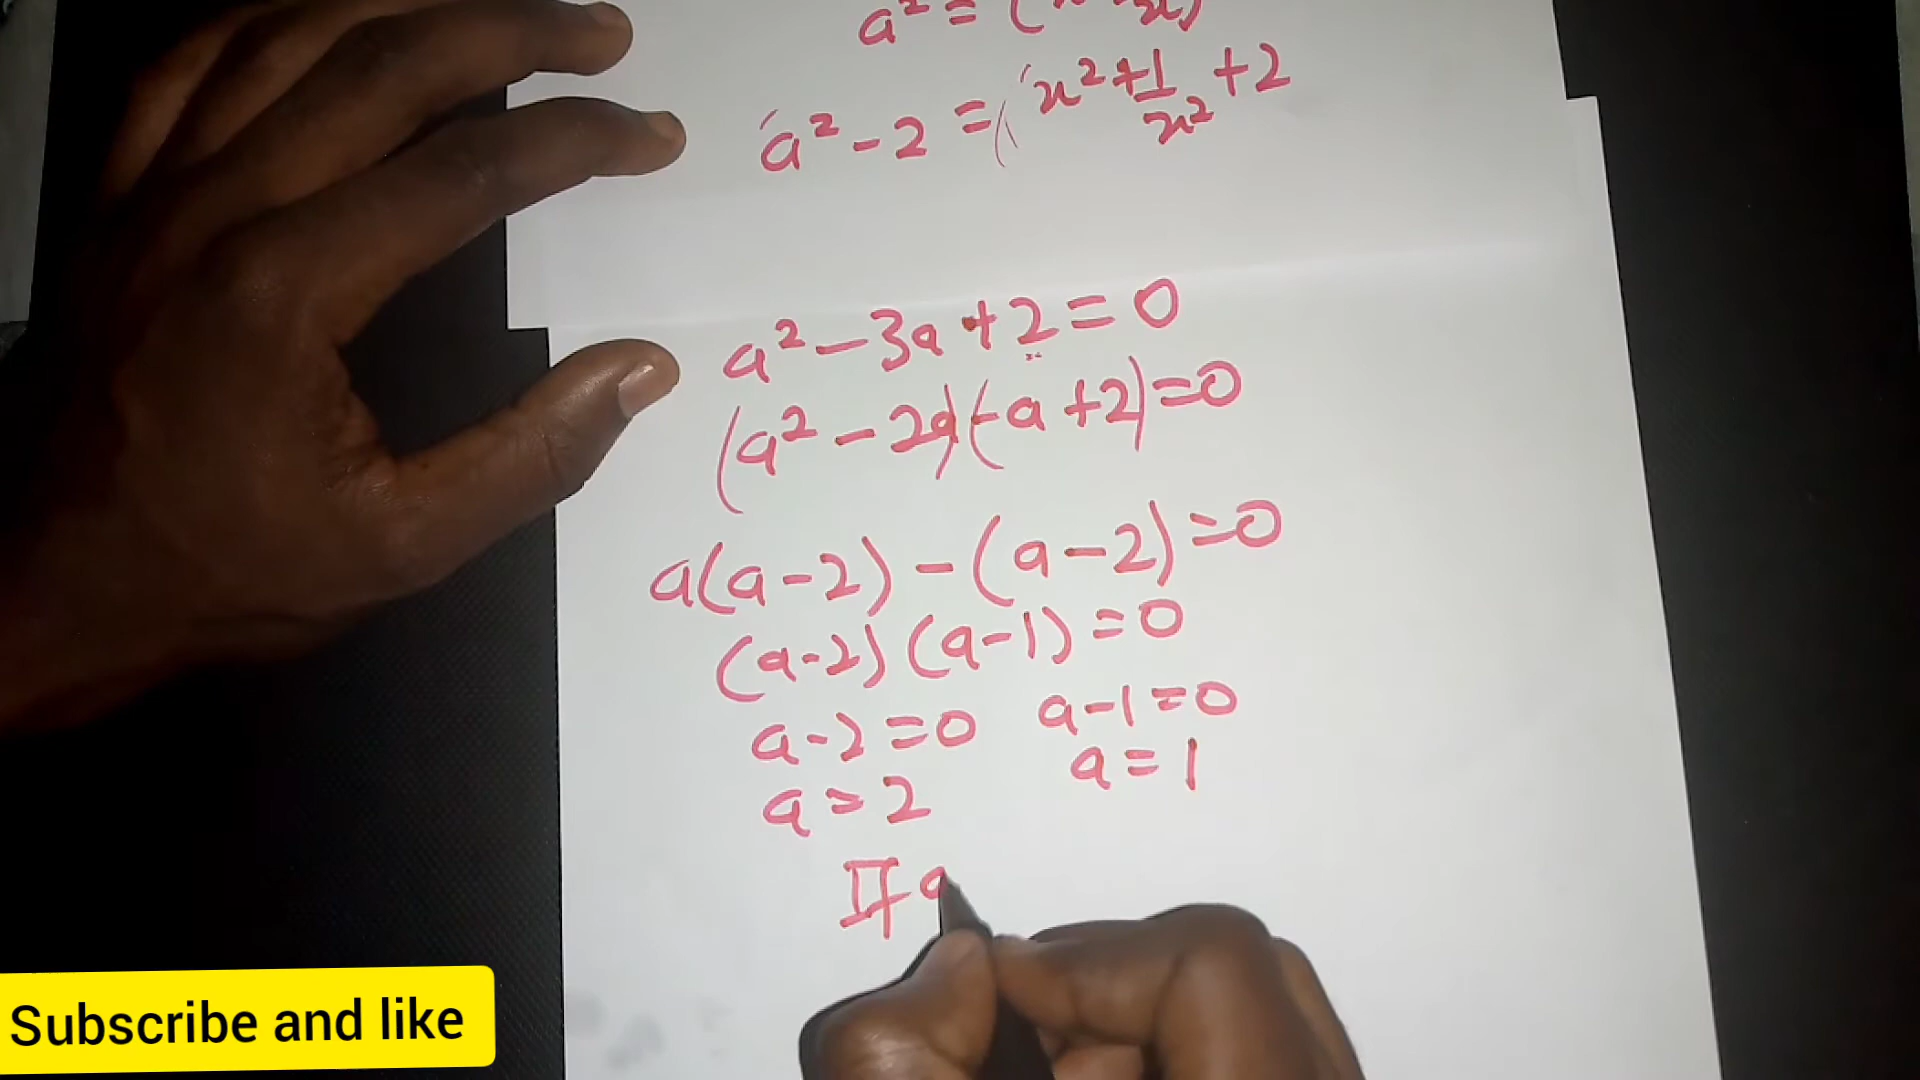 a² = (
a² - 2 = ( x² + 1/x² + 2
a² - 3a + 2 = 0
(a² - 2a)(-a + 2) = 0
a(a - 2) - (a - 2) = 0
(a - 2)(a - 1) = 0
a - 2 = 0 a - 1 = 0
a = 2 a = 1
If a
Subscribe and like